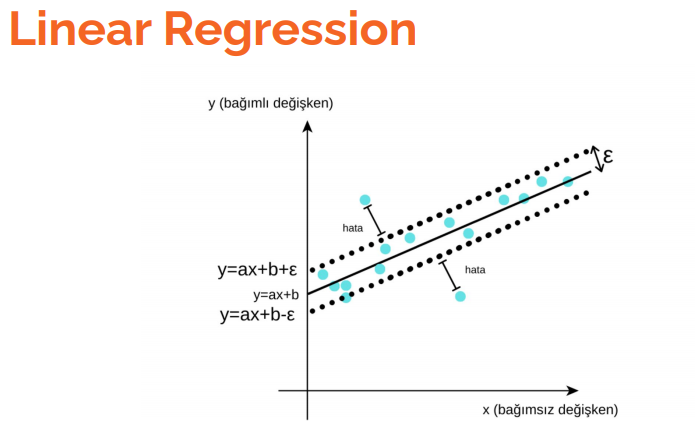 Linear Regression
y (bağımlı değişken)
ε
hata
y=ax+b+ε
hata
y=ax+b
y=ax+b-ε
x (bağımsız değişken)